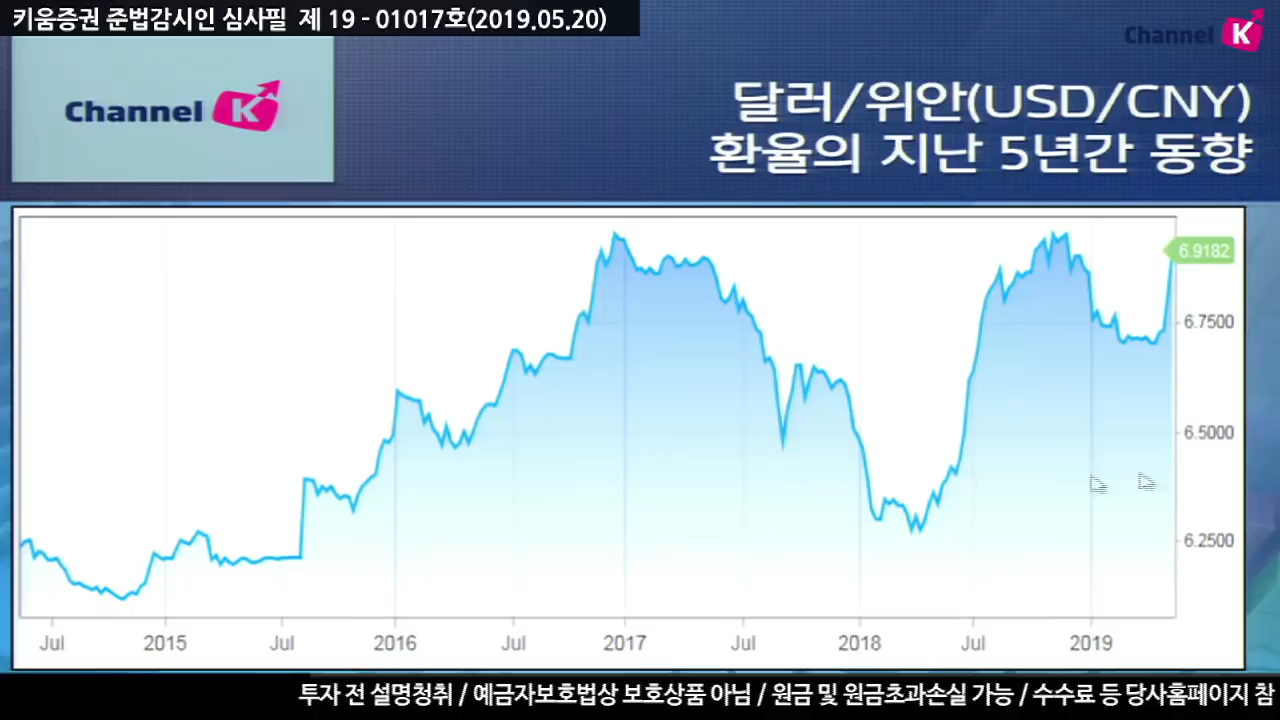 키움증권 준법감시인 심사필 제 19 - 01017호(2019.05.20)
Channel K
Channel K
달러/위안(USD/CNY)
환율의 지난 5년간 동향
6.9182
6.7500
6.5000
6.2500
Jul 2015 Jul 2016 Jul 2017 Jul 2018 Jul 2019
투자 전 설명청취 / 예금자보호법상 보호상품 아님 / 원금 및 원금초과손실 가능 / 수수료 등 당사홈페이지 참